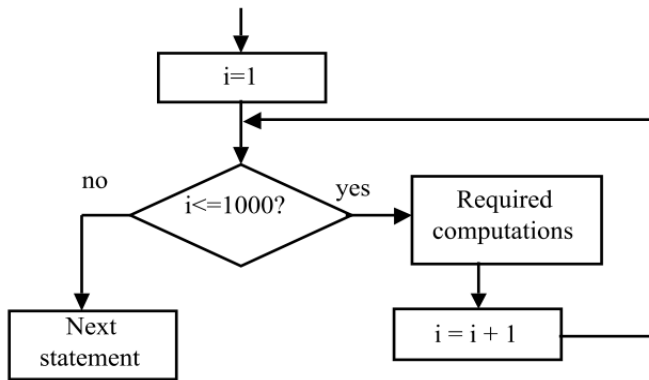 i=1
no
i<=1000?
yes
Required
computations
Next
statement
i = i + 1